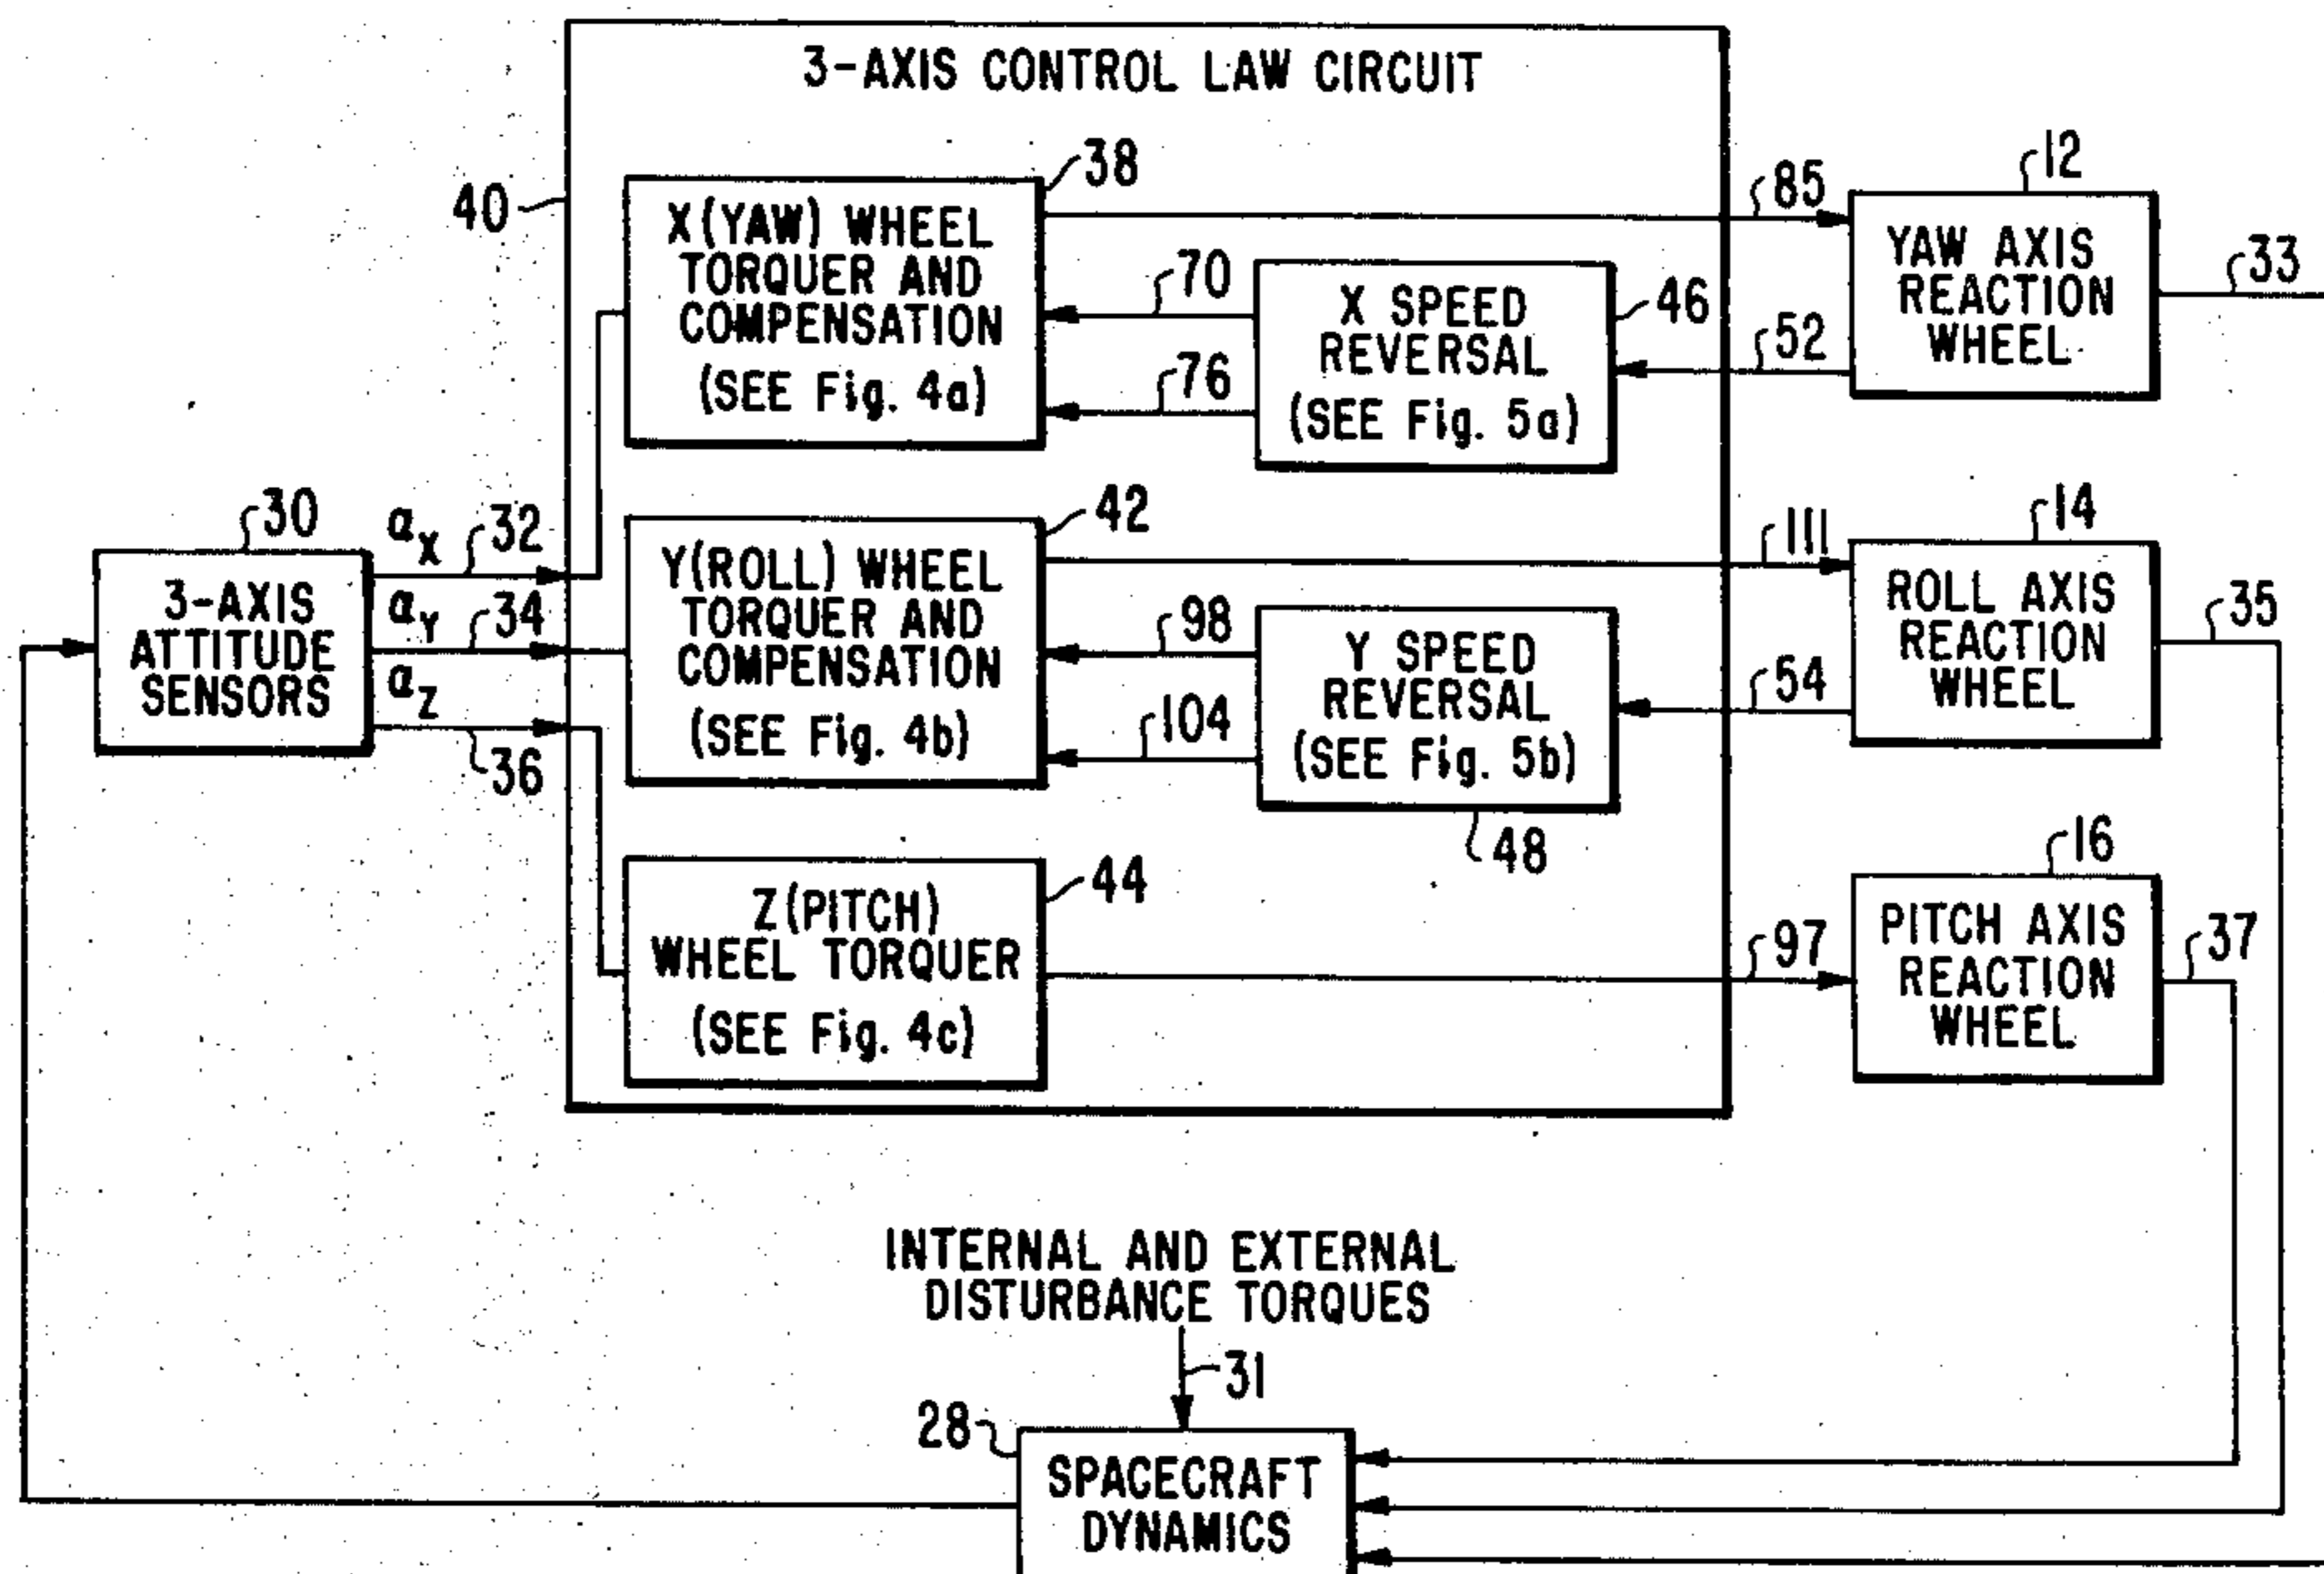 3-AXIS CONTROL LAW CIRCUIT
40
38
X(YAW) WHEEL
TORQUER AND
COMPENSATION
(SEE Fig. 4a)
70
76
X SPEED
REVERSAL
(SEE Fig. 5a)
46
85
52
12
YAW AXIS
REACTION
WHEEL
33
30
3-AXIS
ATTITUDE
SENSORS
αX
32
αY
34
αZ
36
42
Y(ROLL) WHEEL
TORQUER AND
COMPENSATION
(SEE Fig. 4b)
98
104
Y SPEED
REVERSAL
(SEE Fig. 5b)
48
111
54
14
ROLL AXIS
REACTION
WHEEL
35
44
Z(PITCH)
WHEEL TORQUER
(SEE Fig. 4c)
97
16
PITCH AXIS
REACTION
WHEEL
37
INTERNAL AND EXTERNAL
DISTURBANCE TORQUES
31
28
SPACECRAFT
DYNAMICS